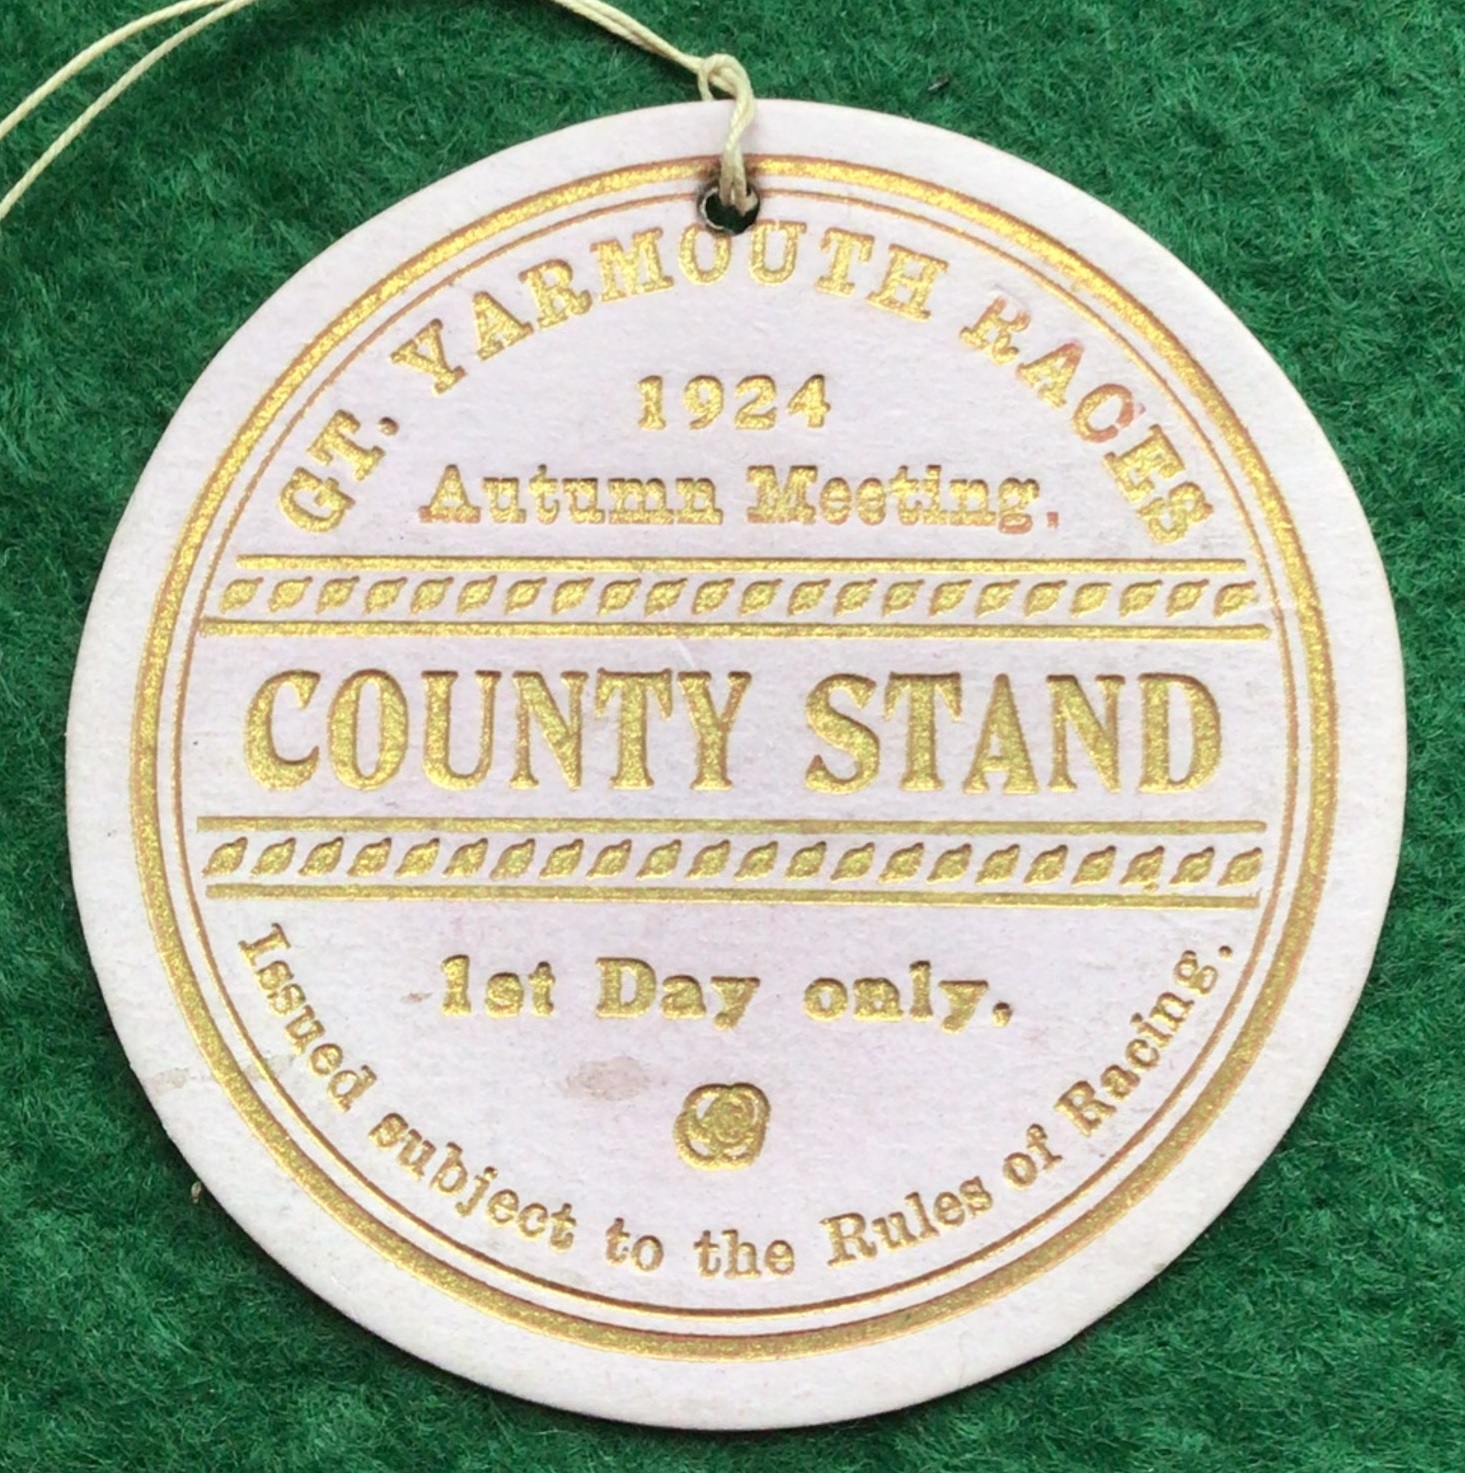 GT. YARMOUTH RACES
1924
Autumn Meeting.
COUNTY STAND
1st Day only.
Issued subject to the Rules of Racing.